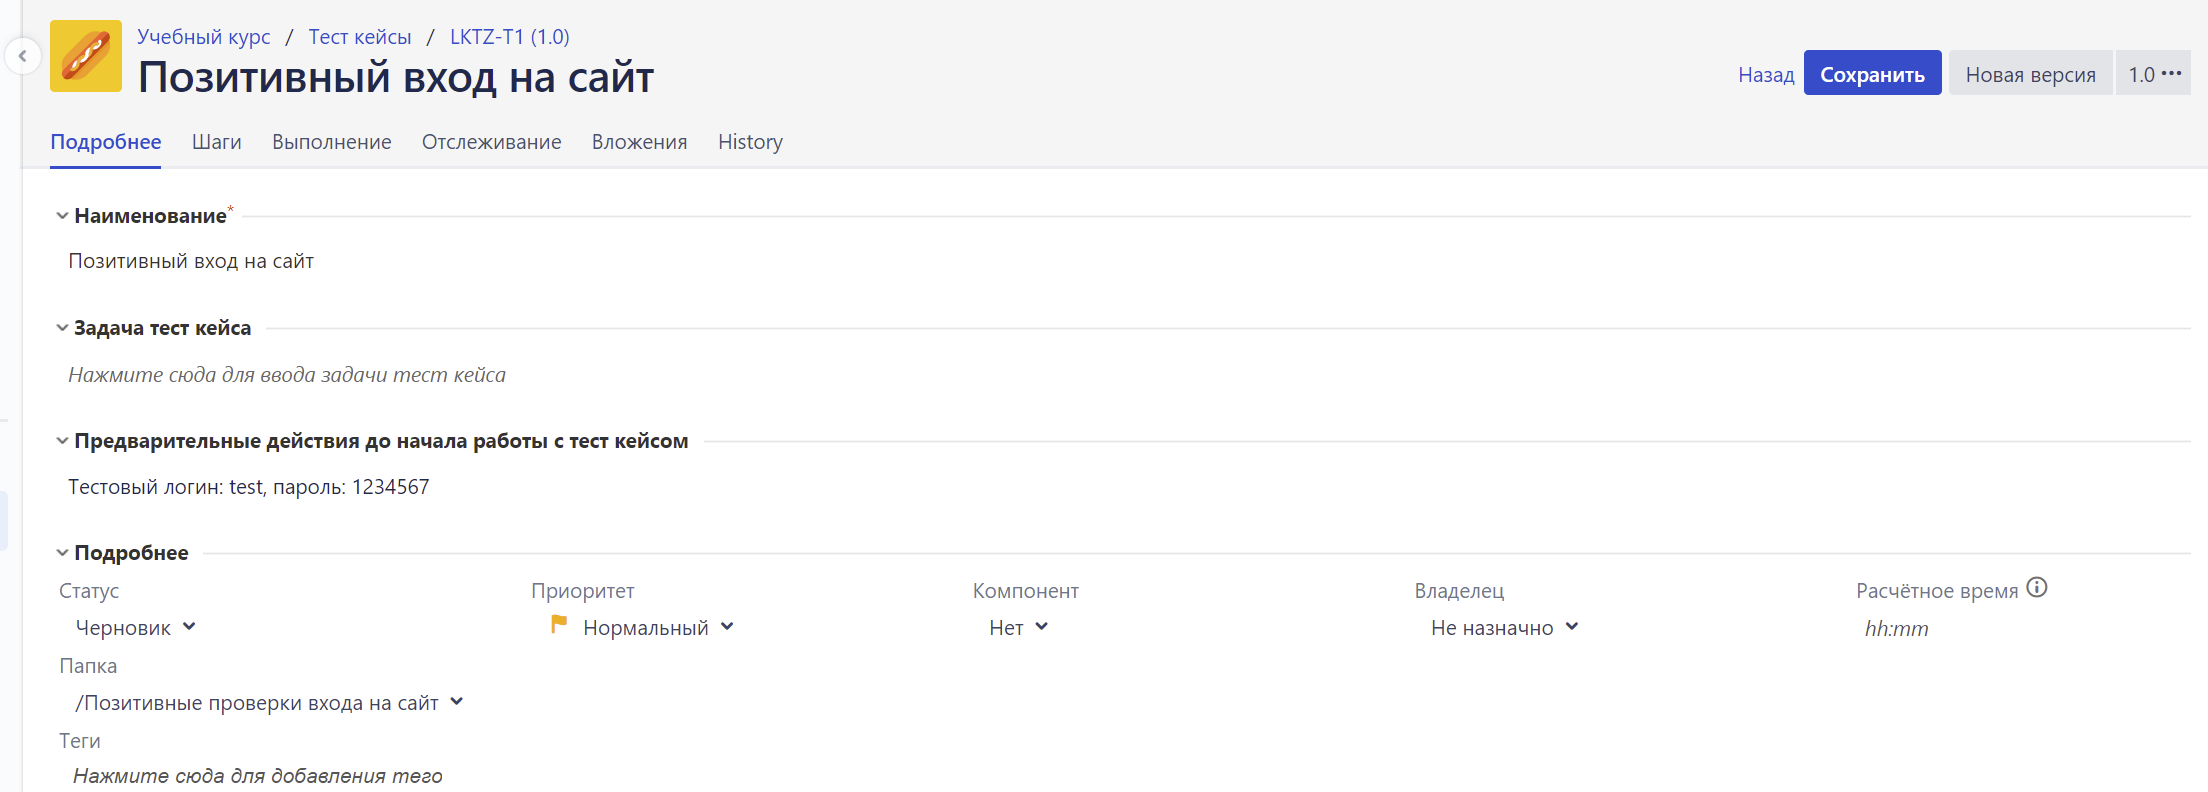 Учебный курс / Тест кейсы / LKTZ-T1 (1.0)
Позитивный вход на сайт
Назад Сохранить Новая версия 1.0 •••
Подробнее Шаги Выполнение Отслеживание Вложения History
Наименование*
Позитивный вход на сайт
Задача тест кейса
Нажмите сюда для ввода задачи тест кейса
Предварительные действия до начала работы с тест кейсом
Тестовый логин: test, пароль: 1234567
Подробнее
Статус Приоритет Компонент Владелец Расчётное время
Черновик Нормальный Нет Не назначно hh:mm
Папка
/Позитивные проверки входа на сайт
Теги
Нажмите сюда для добавления тего